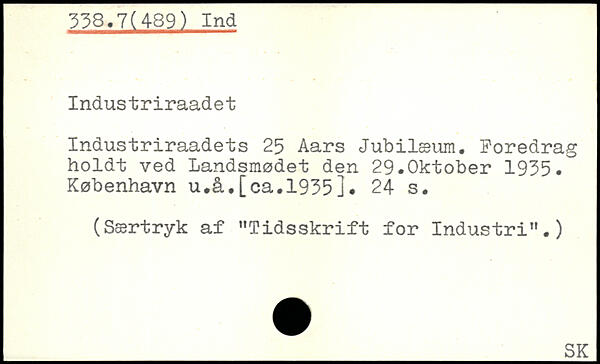 338.7(489) Ind
Industriraadet
Industriraadets 25 Aars Jubilæum. Foredrag
holdt ved Landsmødet den 29.Oktober 1935.
København u.å.[ca.1935]. 24 s.
(Særtryk af "Tidsskrift for Industri".)
SK